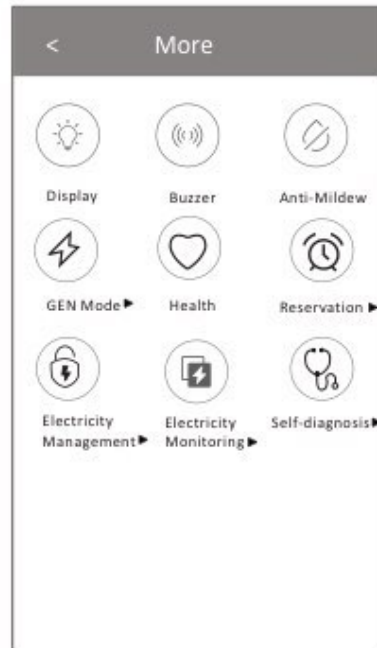 < More
Display Buzzer Anti-Mildew
GEN Mode▶ Health Reservation ▶
Electricity Electricity Self-diagnosis▶
Management▶ Monitoring▶